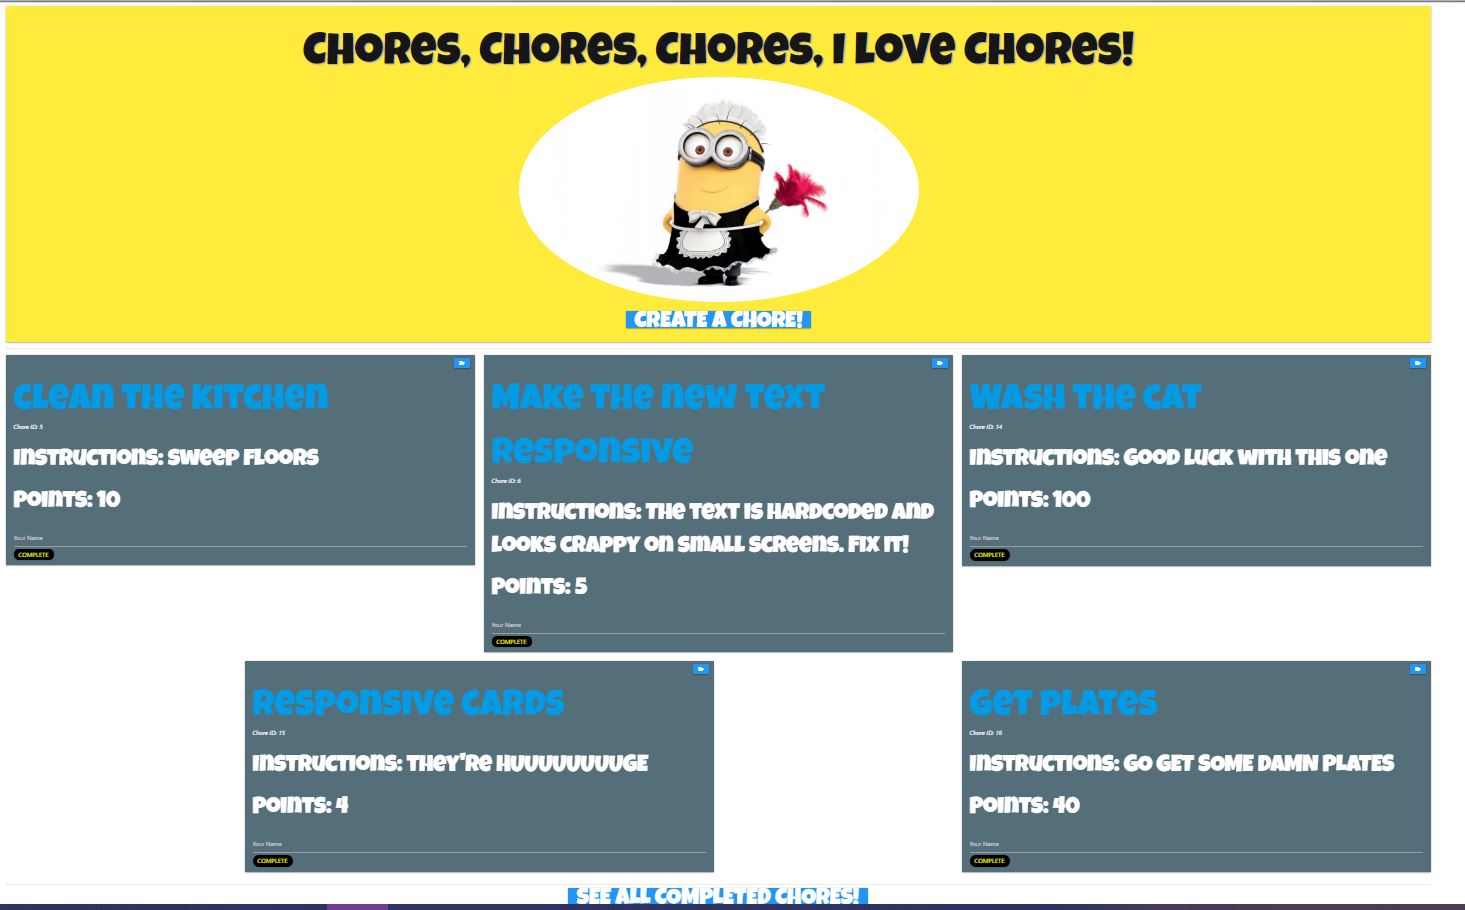 CHORES, CHORES, CHORES, I LOVE CHORES!
CREATE A CHORE!
Clean the kitchen
Chore ID: 5
Instructions: Sweep floors
Points: 10
Your Name
COMPLETE
Make the new text
Responsive
Chore ID: 6
Instructions: The text is hardcoded and
looks crappy on small screens. Fix it!
Points: 5
Your Name
COMPLETE
Wash the cat
Chore ID: 14
Instructions: Good luck with this one
Points: 100
Your Name
COMPLETE
Responsive cards
Chore ID: 15
Instructions: They're HUUUUUUUUGE
Points: 4
Your Name
COMPLETE
Get plates
Chore ID: 16
Instructions: GO GET SOME DAMN PLATES
Points: 40
Your Name
COMPLETE
SEE ALL COMPLETED CHORES!